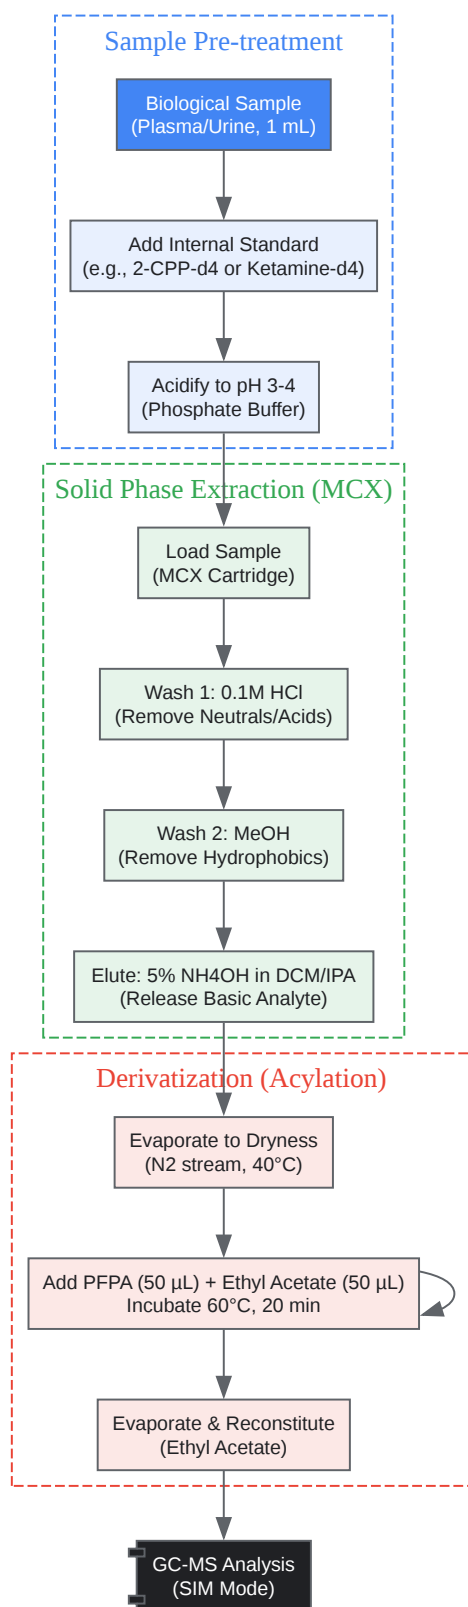 Sample Pre-treatment
Biological Sample
(Plasma/Urine, 1 mL)
Add Internal Standard
(e.g., 2-CPP-d4 or Ketamine-d4)
Acidify to pH 3-4
(Phosphate Buffer)
Solid Phase Extraction (MCX)
Load Sample
(MCX Cartridge)
Wash 1: 0.1M HCl
(Remove Neutrals/Acids)
Wash 2: MeOH
(Remove Hydrophobics)
Elute: 5% NH4OH in DCM/IPA
(Release Basic Analyte)
Derivatization (Acylation)
Evaporate to Dryness
(N2 stream, 40°C)
Add PFPA (50 µL) + Ethyl Acetate (50 µL)
Incubate 60°C, 20 min
Evaporate & Reconstitute
(Ethyl Acetate)
GC-MS Analysis
(SIM Mode)